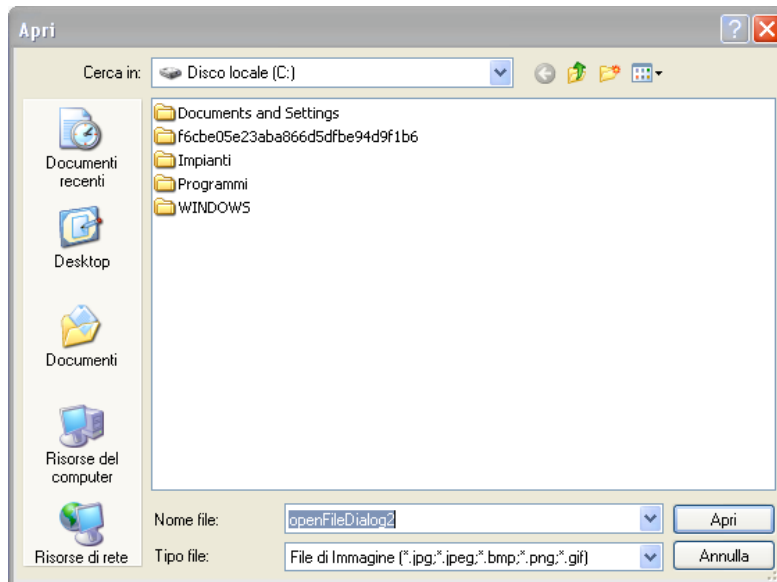 Apri
Cerca in: Disco locale (C:)
Documents and Settings
f6cbe05e23aba866d5dfbe94d9f1b6
Impianti
Programmi
WINDOWS
Documenti
recenti
Desktop
Documenti
Risorse del
computer
Risorse di rete
Nome file: openFileDialog2 Apri
Tipo file: File di Immagine (*.jpg;*.jpeg;*.bmp;*.png;*.gif) Annulla